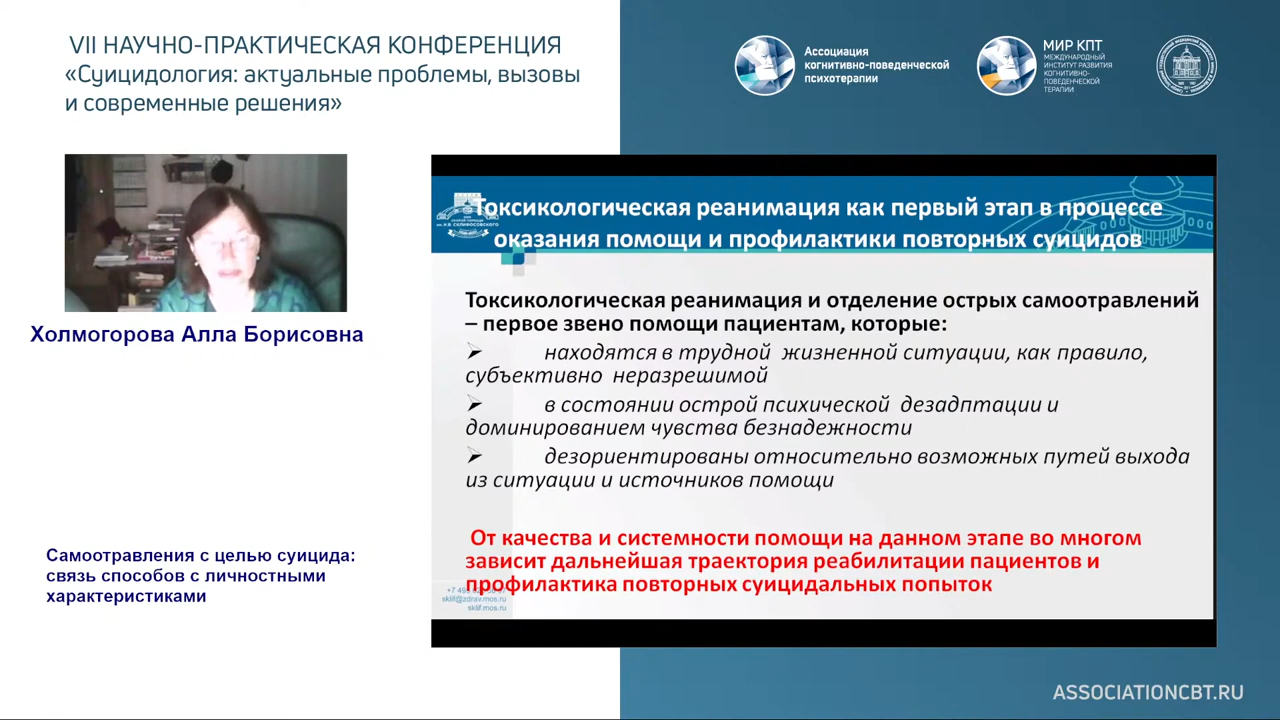 VII НАУЧНО-ПРАКТИЧЕСКАЯ КОНФЕРЕНЦИЯ
«Суицидология: актуальные проблемы, вызовы
и современные решения»
Ассоциация
когнитивно-поведенческой
психотерапии
МИР КПТ
МЕЖДУНАРОДНЫЙ
ИНСТИТУТ РАЗВИТИЯ
КОГНИТИВНО-
ПОВЕДЕНЧЕСКОЙ
ТЕРАПИИ
Холмогорова Алла Борисовна
Самоотравления с целью суицида:
связь способов с личностными
характеристиками
Токсикологическая реанимация как первый этап в процессе
оказания помощи и профилактики повторных суицидов
им. Н.В. СКЛИФОСОВСКОГО
Токсикологическая реанимация и отделение острых самоотравлений
– первое звено помощи пациентам, которые:
➢ находятся в трудной жизненной ситуации, как правило,
субъективно неразрешимой
➢ в состоянии острой психической дезадптации и
доминированием чувства безнадежности
➢ дезориентированы относительно возможных путей выхода
из ситуации и источников помощи
От качества и системности помощи на данном этапе во многом
зависит дальнейшая траектория реабилитации пациентов и
профилактика повторных суицидальных попыток
sklif@zdrav.mos.ru
sklif.mos.ru
ASSOCIATIONCBT.RU